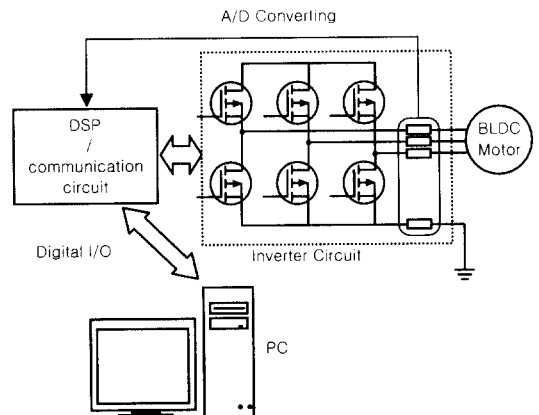 A/D Converting
DSP
/
communication
circuit
BLDC
Motor
Digital I/O
Inverter Circuit
PC